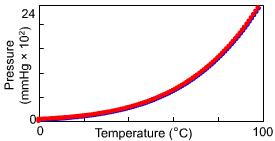 24
Pressure
(mmHg × 10²)
0
0
Temperature (°C)
100